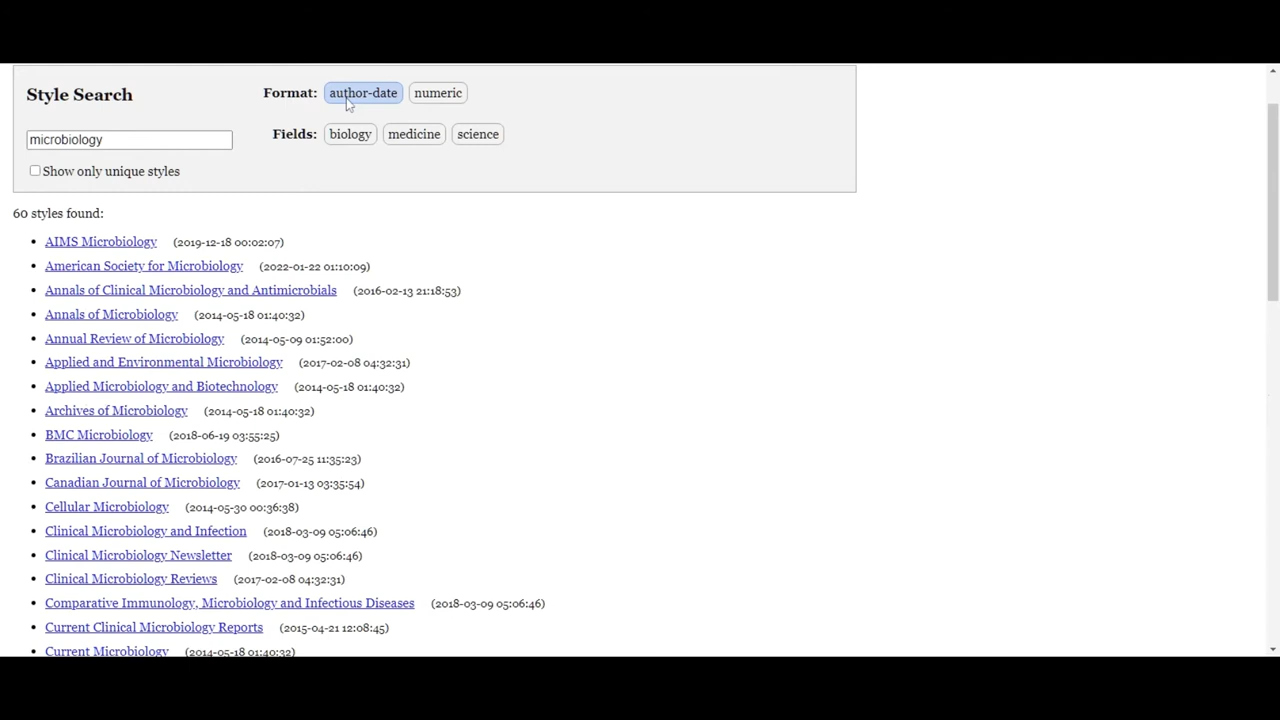 Style Search
Format: author-date numeric
microbiology
Fields: biology medicine science
Show only unique styles
60 styles found:
AIMS Microbiology (2019-12-18 00:02:07)
American Society for Microbiology (2022-01-22 01:10:09)
Annals of Clinical Microbiology and Antimicrobials (2016-02-13 21:18:53)
Annals of Microbiology (2014-05-18 01:40:32)
Annual Review of Microbiology (2014-05-09 01:52:00)
Applied and Environmental Microbiology (2017-02-08 04:32:31)
Applied Microbiology and Biotechnology (2014-05-18 01:40:32)
Archives of Microbiology (2014-05-18 01:40:32)
BMC Microbiology (2018-06-19 03:55:25)
Brazilian Journal of Microbiology (2016-07-25 11:35:23)
Canadian Journal of Microbiology (2017-01-13 03:35:54)
Cellular Microbiology (2014-05-30 00:36:38)
Clinical Microbiology and Infection (2018-03-09 05:06:46)
Clinical Microbiology Newsletter (2018-03-09 05:06:46)
Clinical Microbiology Reviews (2017-02-08 04:32:31)
Comparative Immunology, Microbiology and Infectious Diseases (2018-03-09 05:06:46)
Current Clinical Microbiology Reports (2015-04-21 12:08:45)
Current Microbiology (2014-05-18 01:40:32)